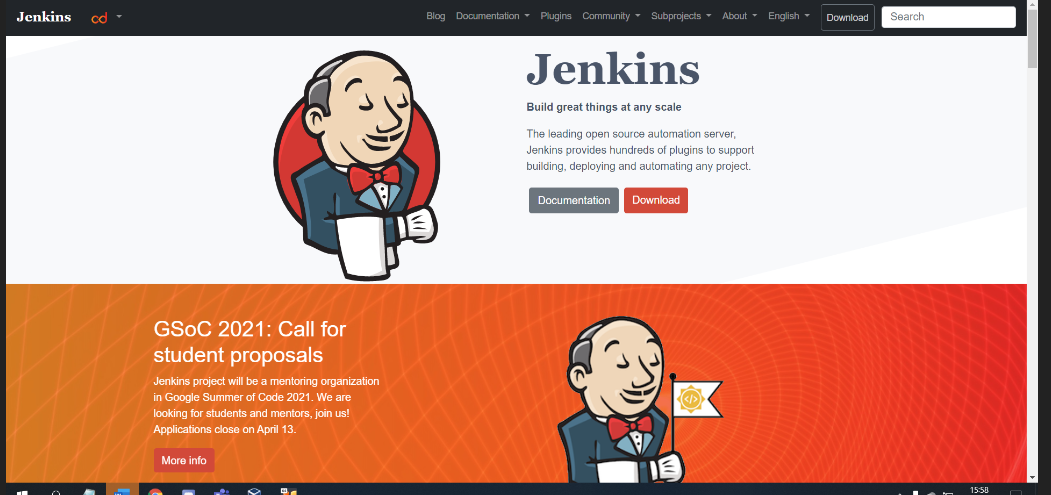 Jenkins
cd
Blog Documentation Plugins Community Subprojects About English Download Search
Jenkins
Build great things at any scale
The leading open source automation server,
Jenkins provides hundreds of plugins to support
building, deploying and automating any project.
Documentation Download
GSoC 2021: Call for
student proposals
Jenkins project will be a mentoring organization
in Google Summer of Code 2021. We are
looking for students and mentors, join us!
Applications close on April 13.
More info
</>
15:58